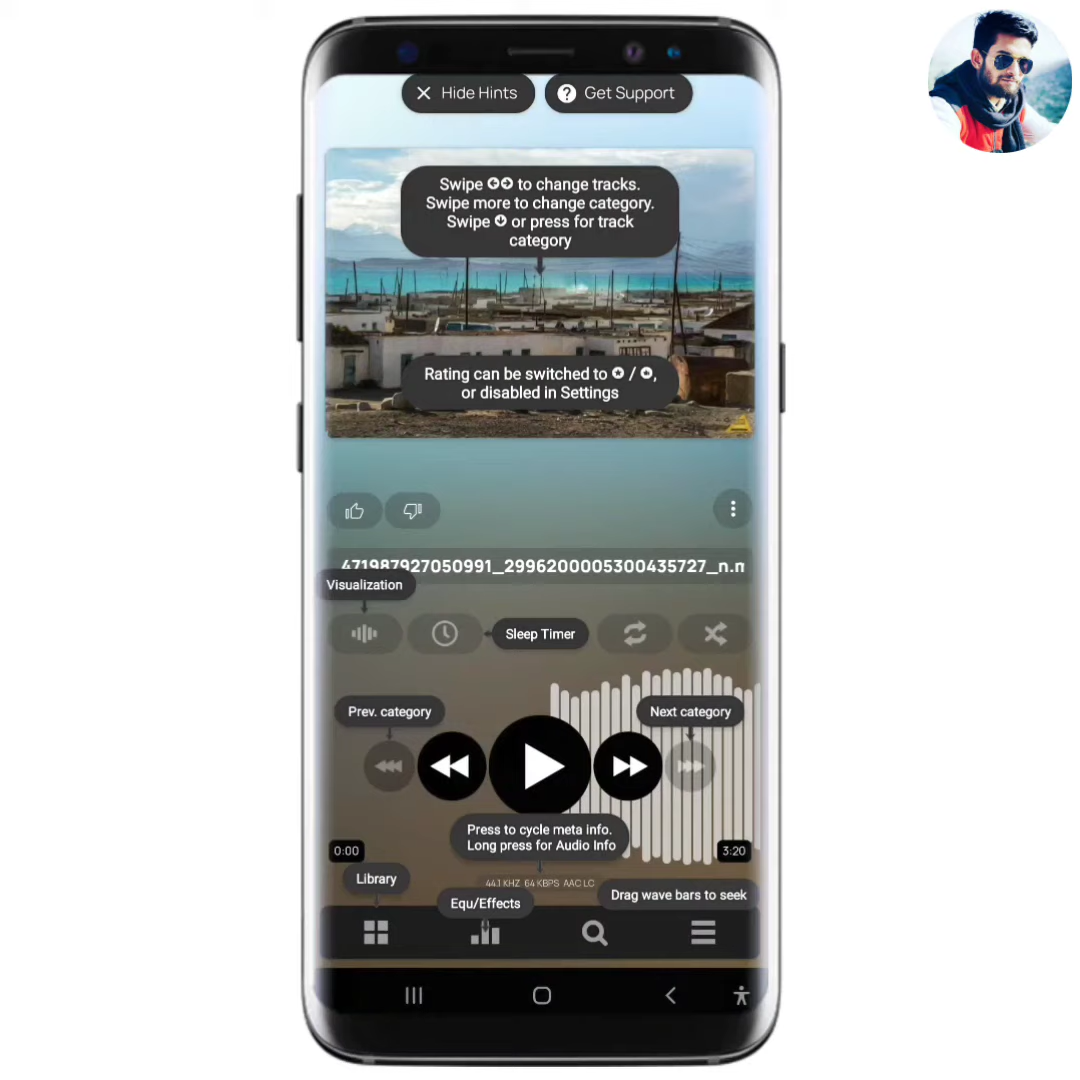 Hide Hints
Get Support
Swipe to change tracks.
Swipe more to change category.
Swipe or press for track
category
Rating can be switched to / ,
or disabled in Settings
471987927050991_2996200005300435727_n.m
Visualization
Sleep Timer
Prev. category
Next category
Press to cycle meta info.
Long press for Audio Info
0:00
3:20
Library
44.1 KHZ 64 KBPS AAC LC
Drag wave bars to seek
Equ/Effects